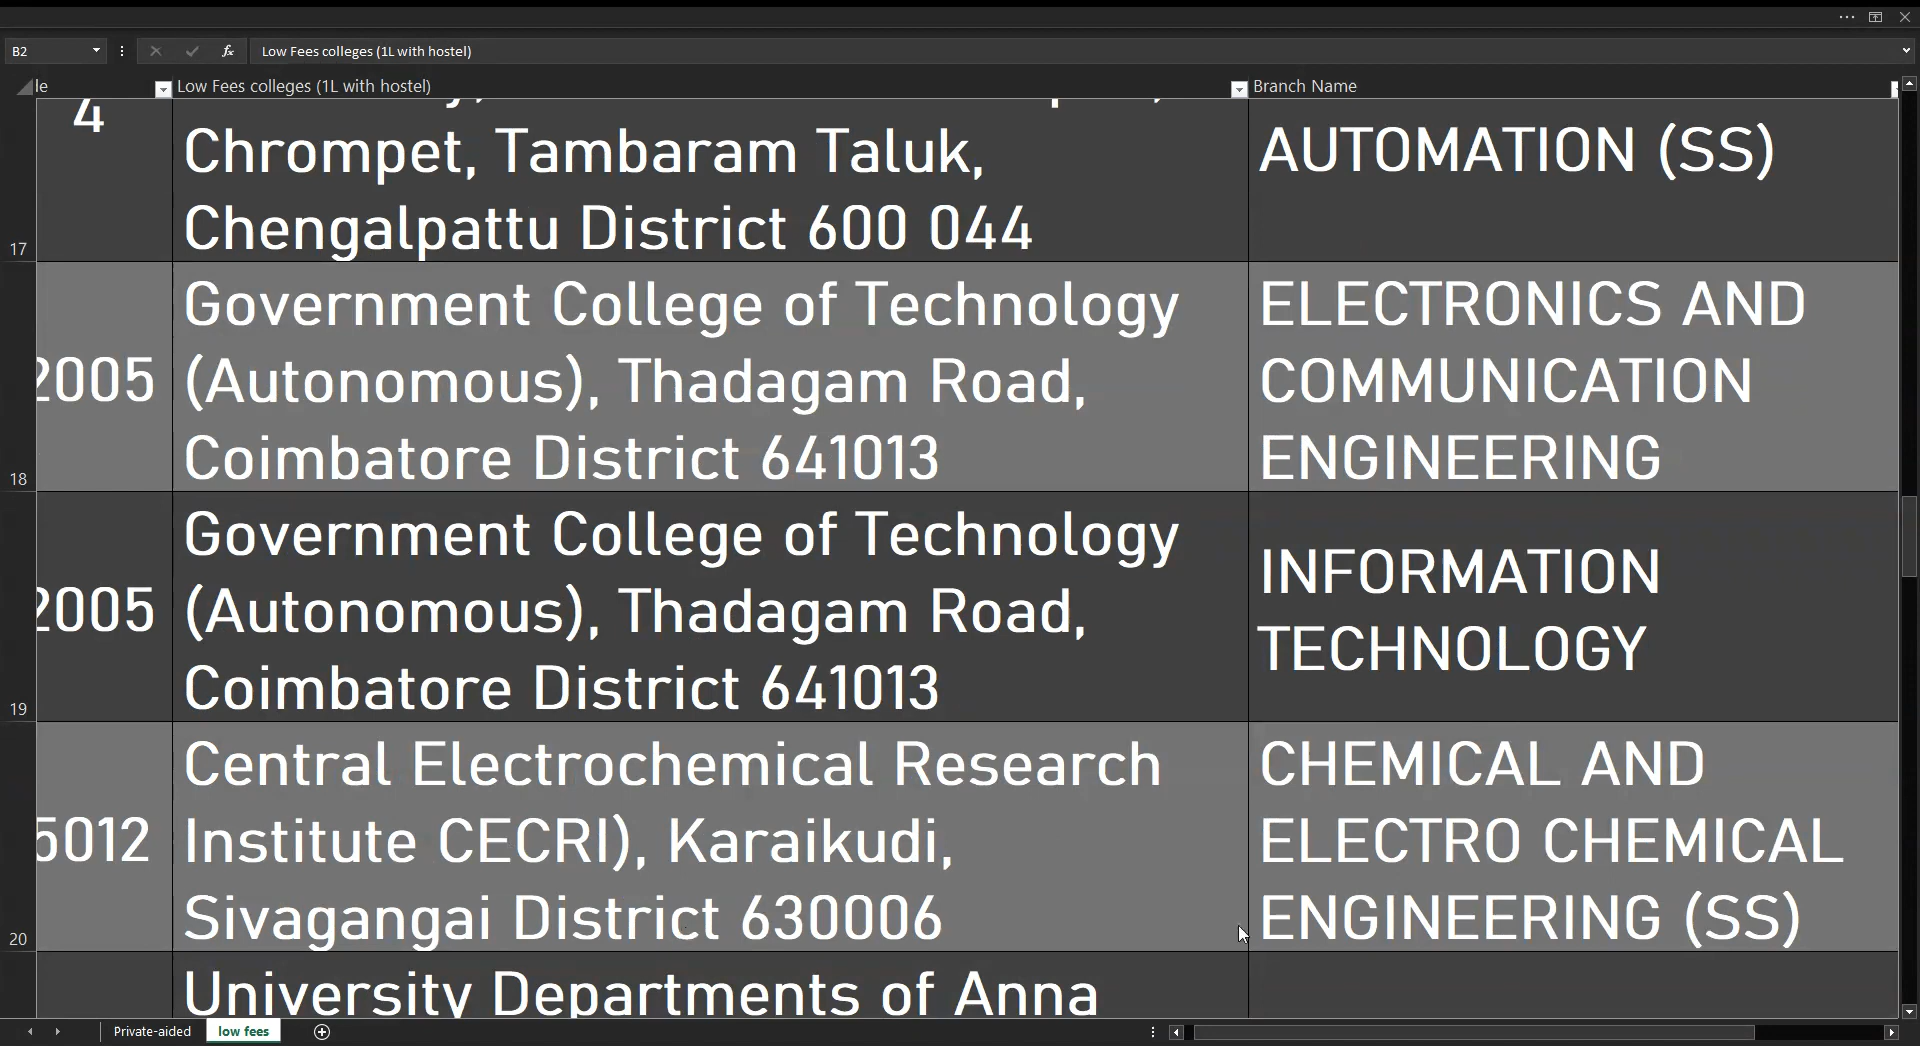 B2
fx
Low Fees colleges (1L with hostel)
le
Low Fees colleges (1L with hostel)
Branch Name
4
Chrompet, Tambaram Taluk,
Chengalpattu District 600 044
AUTOMATION (SS)
17
2005
Government College of Technology
(Autonomous), Thadagam Road,
Coimbatore District 641013
ELECTRONICS AND
COMMUNICATION
ENGINEERING
18
2005
Government College of Technology
(Autonomous), Thadagam Road,
Coimbatore District 641013
INFORMATION
TECHNOLOGY
19
5012
Central Electrochemical Research
Institute CECRI), Karaikudi,
Sivagangai District 630006
CHEMICAL AND
ELECTRO CHEMICAL
ENGINEERING (SS)
20
University Departments of Anna
Private-aided
low fees